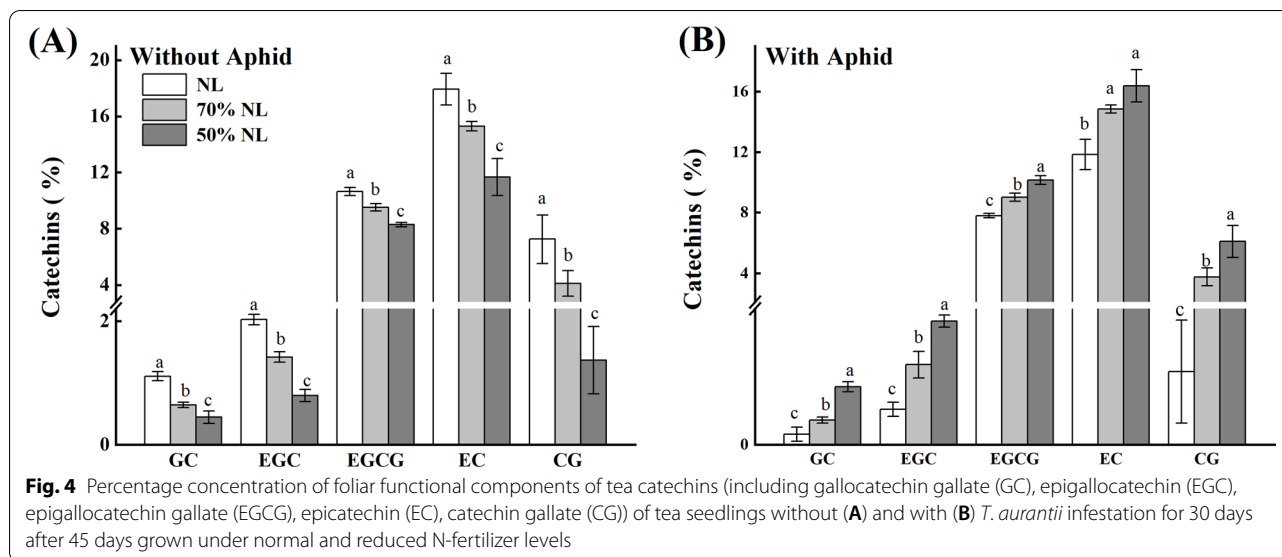 (A)
Without Aphid
NL
70% NL
50% NL
Catechins ( %)
20
16
12
8
4
2
0
a
b
c
a
b
c
a
b
c
a
b
c
a
b
c
GC EGC EGCG EC CG
(B)
With Aphid
Catechins ( %)
16
12
8
4
0
c
b
a
c
b
a
c
b
a
b
a
a
c
b
a
GC EGC EGCG EC CG
Fig. 4 Percentage concentration of foliar functional components of tea catechins (including gallocatechin gallate (GC), epigallocatechin (EGC),
epigallocatechin gallate (EGCG), epicatechin (EC), catechin gallate (CG)) of tea seedlings without (A) and with (B) T. aurantii infestation for 30 days
after 45 days grown under normal and reduced N-fertilizer levels